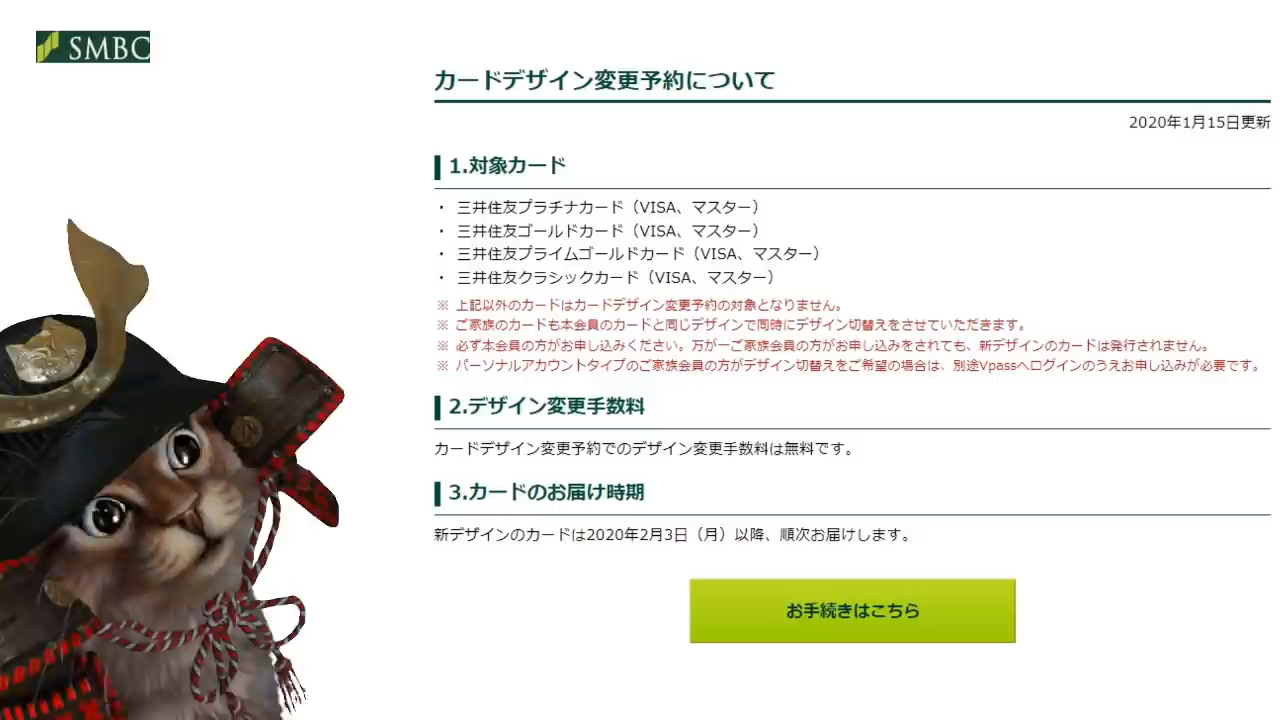 SMBC
カードデザイン変更予約について
2020年1月15日更新
1.対象カード
・ 三井住友プラチナカード（VISA、マスター）
・ 三井住友ゴールドカード（VISA、マスター）
・ 三井住友プライムゴールドカード（VISA、マスター）
・ 三井住友クラシックカード（VISA、マスター）
※ 上記以外のカードはカードデザイン変更予約の対象となりません。
※ ご家族のカードも本会員のカードと同じデザインで同時にデザイン切替えをさせていただきます。
※ 必ず本会員の方がお申し込みください。万が一ご家族会員の方がお申し込みをされても、新デザインのカードは発行されません。
※ パーソナルアカウントタイプのご家族会員の方がデザイン切替えをご希望の場合は、別途Vpassへログインのうえお申し込みが必要です。
2.デザイン変更手数料
カードデザイン変更予約でのデザイン変更手数料は無料です。
3.カードのお届け時期
新デザインのカードは2020年2月3日（月）以降、順次お届けします。
お手続きはこちら